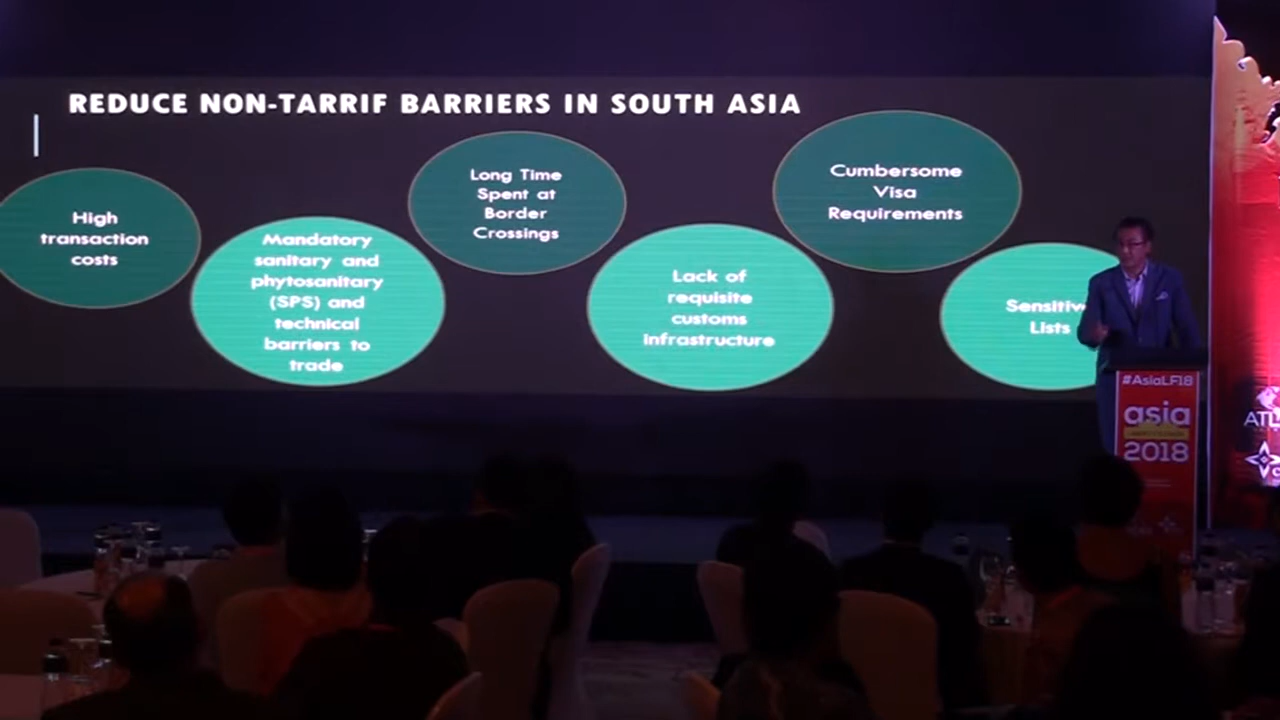 REDUCE NON-TARRIF BARRIERS IN SOUTH ASIA
High
transaction
costs
Mandatory
sanitary and
phytosanitary
(SPS) and
technical
barriers to
trade
Long Time
Spent at
Border
Crossings
Lack of
requisite
customs
infrastructure
Cumbersome
Visa
Requirements
Sensitiv
Lists
#AsiaLF18
asia
2018
ATL